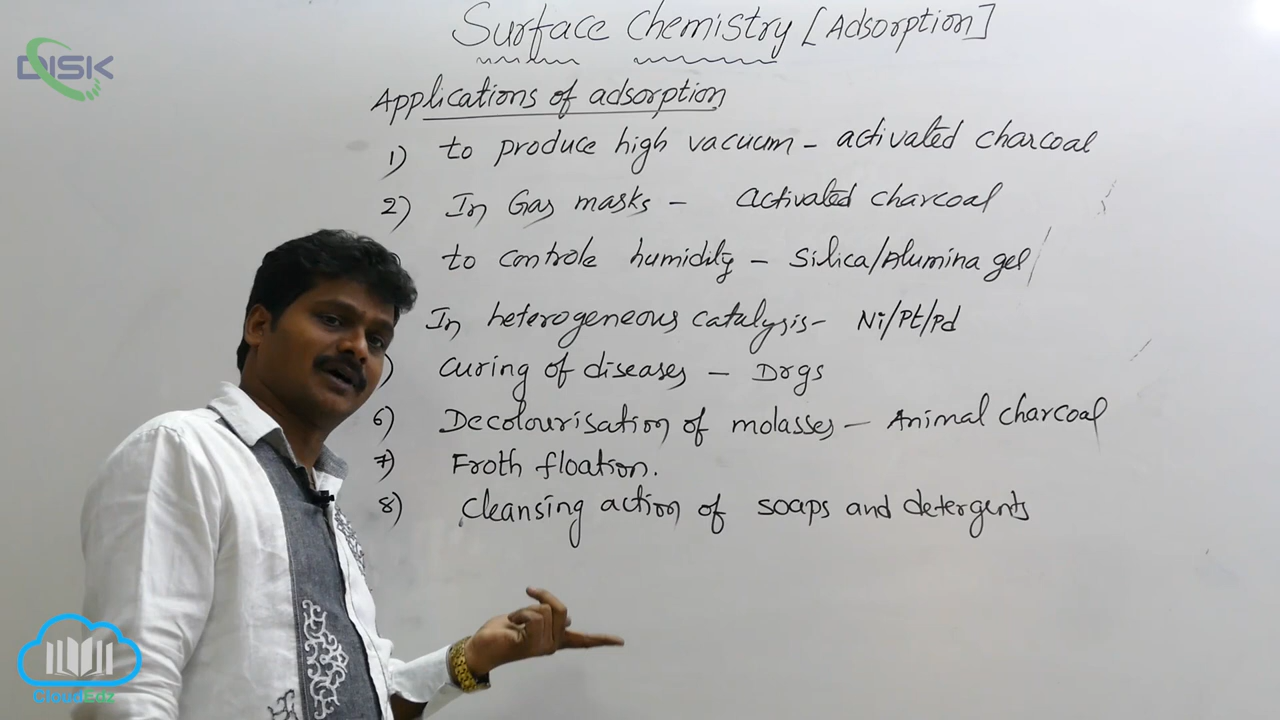 DISK
Surface Chemistry [Adsorption]
Applications of adsorption
1) to produce high vacuum - activated charcoal
2) In Gas masks - activated charcoal
to controle humidity - Silica/Alumina gel
In heterogeneous catalysis - Ni/Pt/Pd
) curing of diseases - Drgs
6) Decolourisation of molasses - Animal charcoal
7) Froth floation.
8) cleansing action of soaps and detergents
CloudEdz